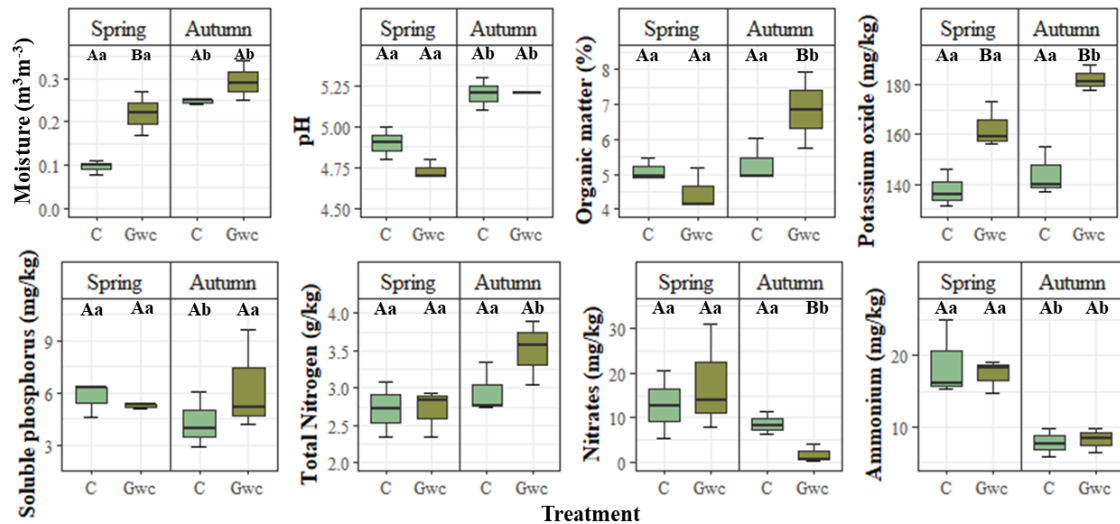 Spring Autumn
Aa Ba Ab Ab
Moisture (m³m⁻³)
0.3
0.2
0.1
0.0
C Gwc C Gwc
Spring Autumn
Aa Aa Ab Ab
pH
5.25
5.00
4.75
4.50
C Gwc C Gwc
Spring Autumn
Aa Aa Aa Bb
Organic matter (%)
8
7
6
5
4
C Gwc C Gwc
Spring Autumn
Aa Ba Aa Bb
Potassium oxide (mg/kg)
180
160
140
C Gwc C Gwc
Spring Autumn
Aa Aa Ab Aa
Soluble phosphorus (mg/kg)
9
6
3
C Gwc C Gwc
Spring Autumn
Aa Aa Aa Ab
Total Nitrogen (g/kg)
4.0
3.5
3.0
2.5
2.0
C Gwc C Gwc
Spring Autumn
Aa Aa Aa Bb
Nitrates (mg/kg)
30
20
10
0
C Gwc C Gwc
Spring Autumn
Aa Aa Ab Ab
Ammonium (mg/kg)
20
10
C Gwc C Gwc
Treatment